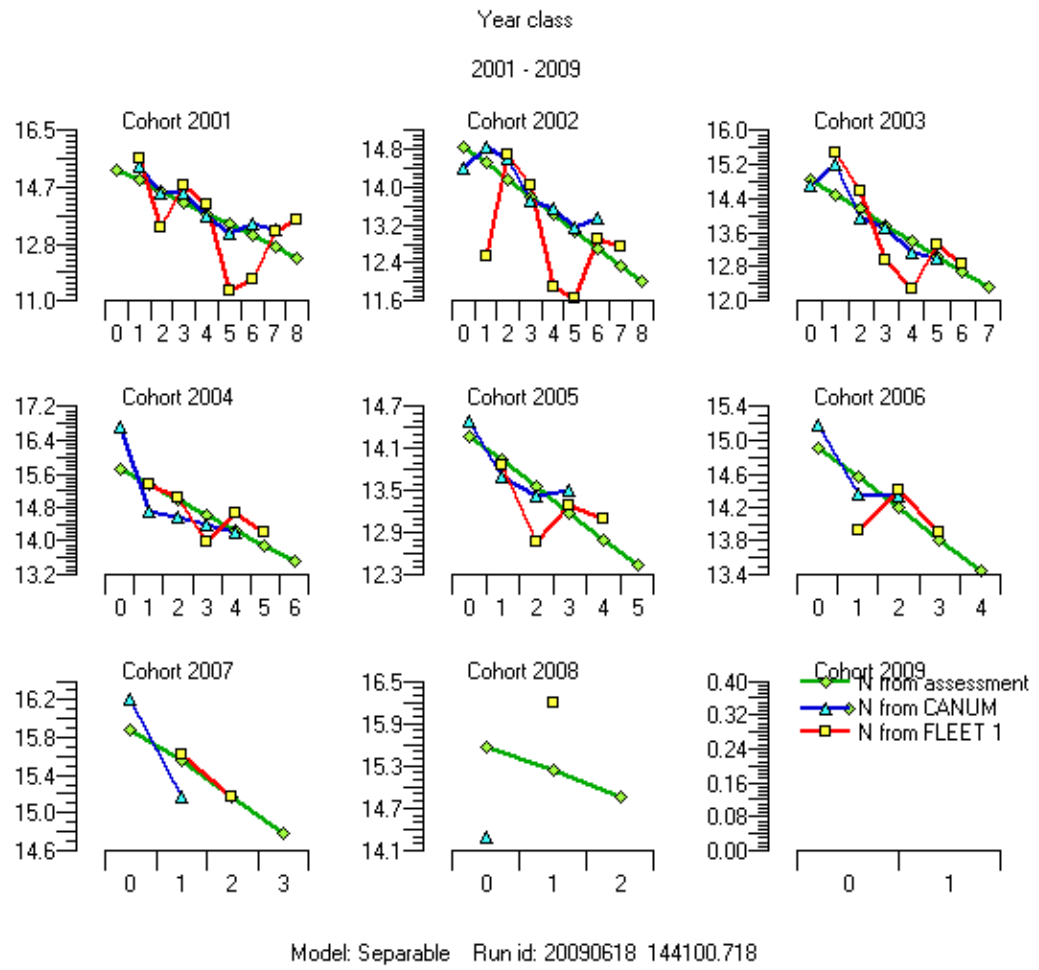 Year class
2001 - 2009
Cohort 2001
16.5
14.7
12.8
11.0
0 1 2 3 4 5 6 7 8
Cohort 2002
14.8
14.0
13.2
12.4
11.6
0 1 2 3 4 5 6 7 8
Cohort 2003
16.0
15.2
14.4
13.6
12.8
12.0
0 1 2 3 4 5 6 7
Cohort 2004
17.2
16.4
15.6
14.8
14.0
13.2
0 1 2 3 4 5 6
Cohort 2005
14.7
14.1
13.5
12.9
12.3
0 1 2 3 4 5
Cohort 2006
15.4
15.0
14.6
14.2
13.8
13.4
0 1 2 3 4
Cohort 2007
16.2
15.8
15.4
15.0
14.6
0 1 2 3
Cohort 2008
16.5
15.9
15.3
14.7
14.1
0 1 2
Cohort 2009
0.40
0.32
0.24
0.16
0.08
0.00
N from assessment
N from CANUM
N from FLEET 1
0 1
Model: Separable Run id: 20090618 144100.718